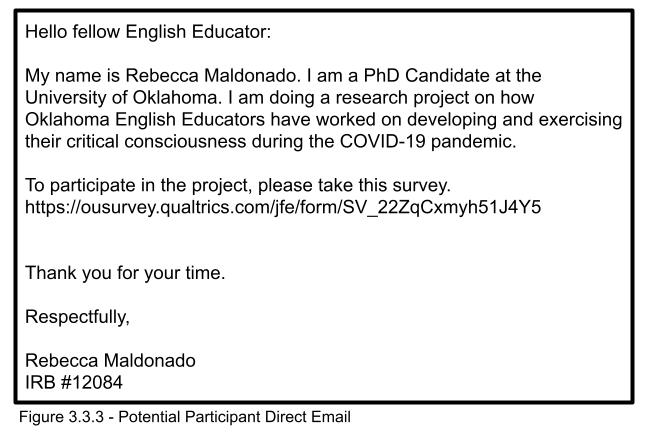 Hello fellow English Educator:
My name is Rebecca Maldonado. I am a PhD Candidate at the
University of Oklahoma. I am doing a research project on how
Oklahoma English Educators have worked on developing and exercising
their critical consciousness during the COVID-19 pandemic.
To participate in the project, please take this survey.
https://ousurvey.qualtrics.com/jfe/form/SV_22ZqCxmyh51J4Y5
Thank you for your time.
Respectfully,
Rebecca Maldonado
IRB #12084
Figure 3.3.3 - Potential Participant Direct Email